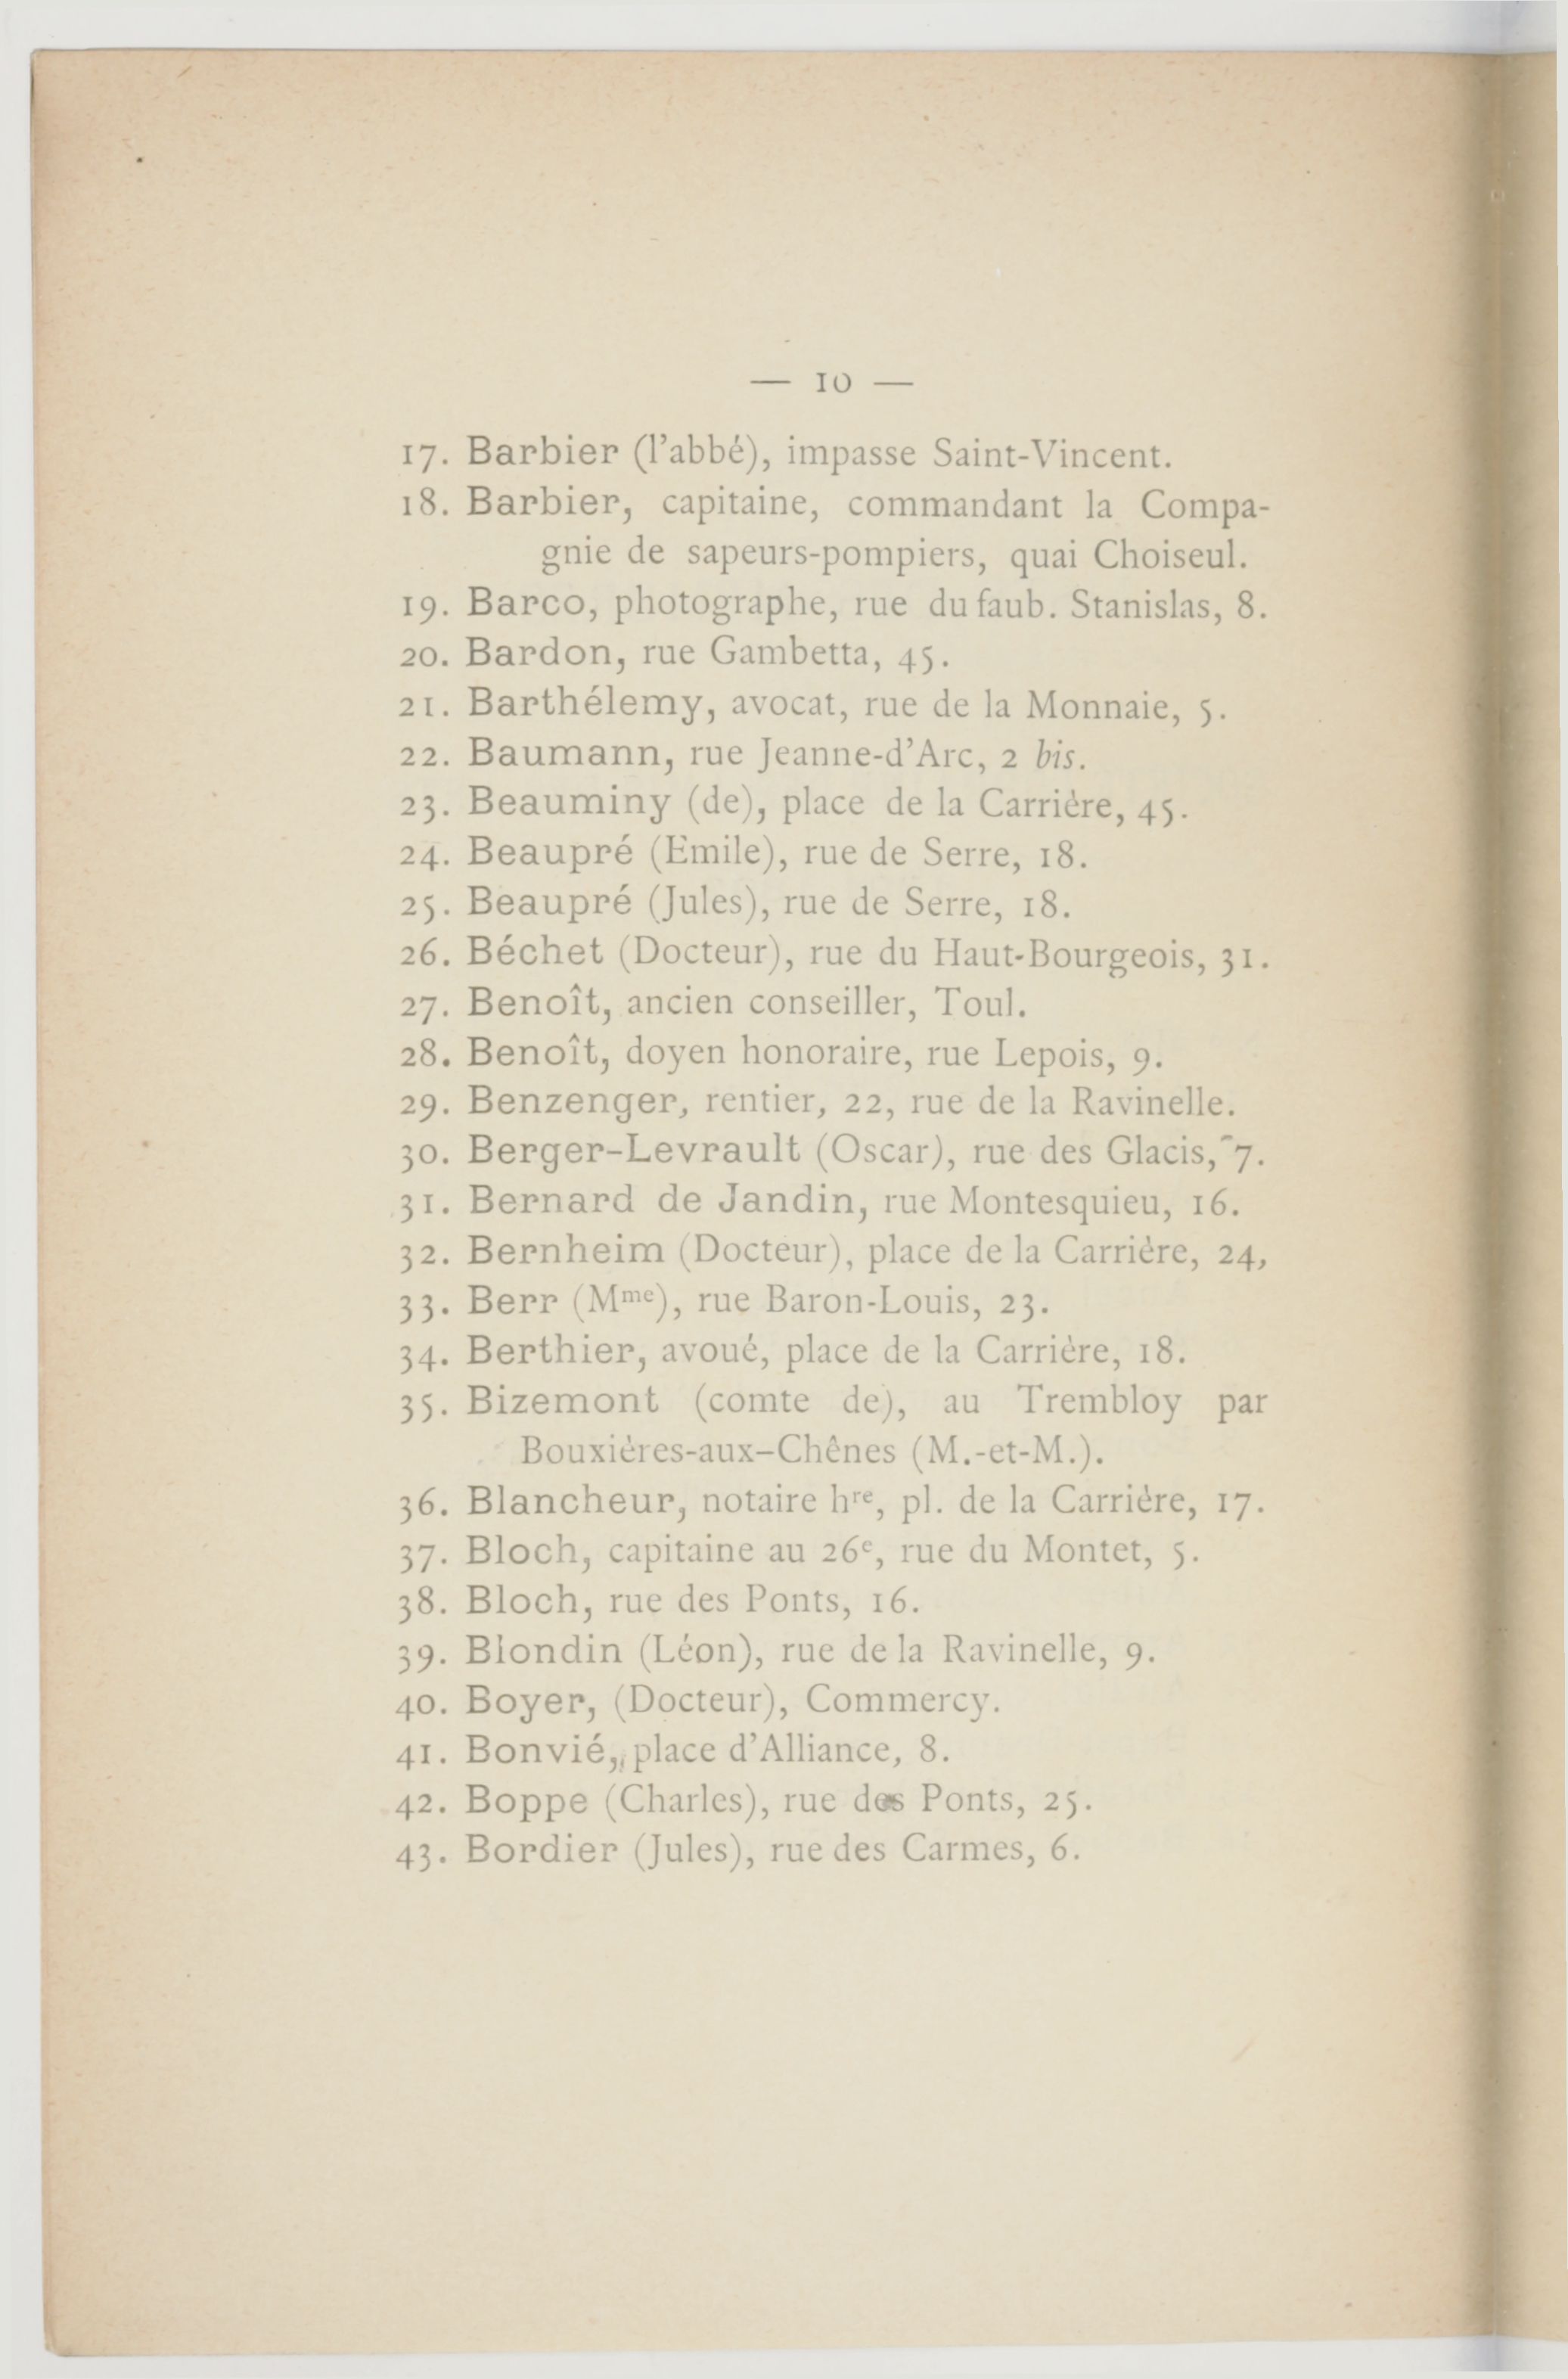 — 10 —
17. Barbier (l'abbé), impasse Saint-Vincent.
18. Barbier, capitaine, commandant la Compa-
gnie de sapeurs-pompiers, quai Choiseul.
19. Barco, photographe, rue du faub. Stanislas, 8.
20. Bardon, rue Gambetta, 45.
21. Barthélemy, avocat, rue de la Monnaie, 5.
22. Baumann, rue Jeanne-d'Arc, 2 bis.
23. Beauminy (de), place de la Carrière, 45.
24. Beaupré (Emile), rue de Serre, 18.
25. Beaupré (Jules), rue de Serre, 18.
26. Béchet (Docteur), rue du Haut-Bourgeois, 31.
27. Benoît, ancien conseiller, Toul.
28. Benoît, doyen honoraire, rue Lepois, 9.
29. Benzenger, rentier, 22, rue de la Ravinelle.
30. Berger-Levrault (Oscar), rue des Glacis, 7.
31. Bernard de Jandin, rue Montesquieu, 16.
32. Bernheim (Docteur), place de la Carrière, 24,
33. Berr (Mme), rue Baron-Louis, 23.
34. Berthier, avoué, place de la Carrière, 18.
35. Bizemont (comte de), au Trembloy par
Bouxières-aux-Chênes (M.-et-M.).
36. Blancheur, notaire hre, pl. de la Carrière, 17.
37. Bloch, capitaine au 26e, rue du Montet, 5.
38. Bloch, rue des Ponts, 16.
39. Blondin (Léon), rue de la Ravinelle, 9.
40. Boyer, (Docteur), Commercy.
41. Bonvié, place d'Alliance, 8.
42. Boppe (Charles), rue des Ponts, 25.
43. Bordier (Jules), rue des Carmes, 6.